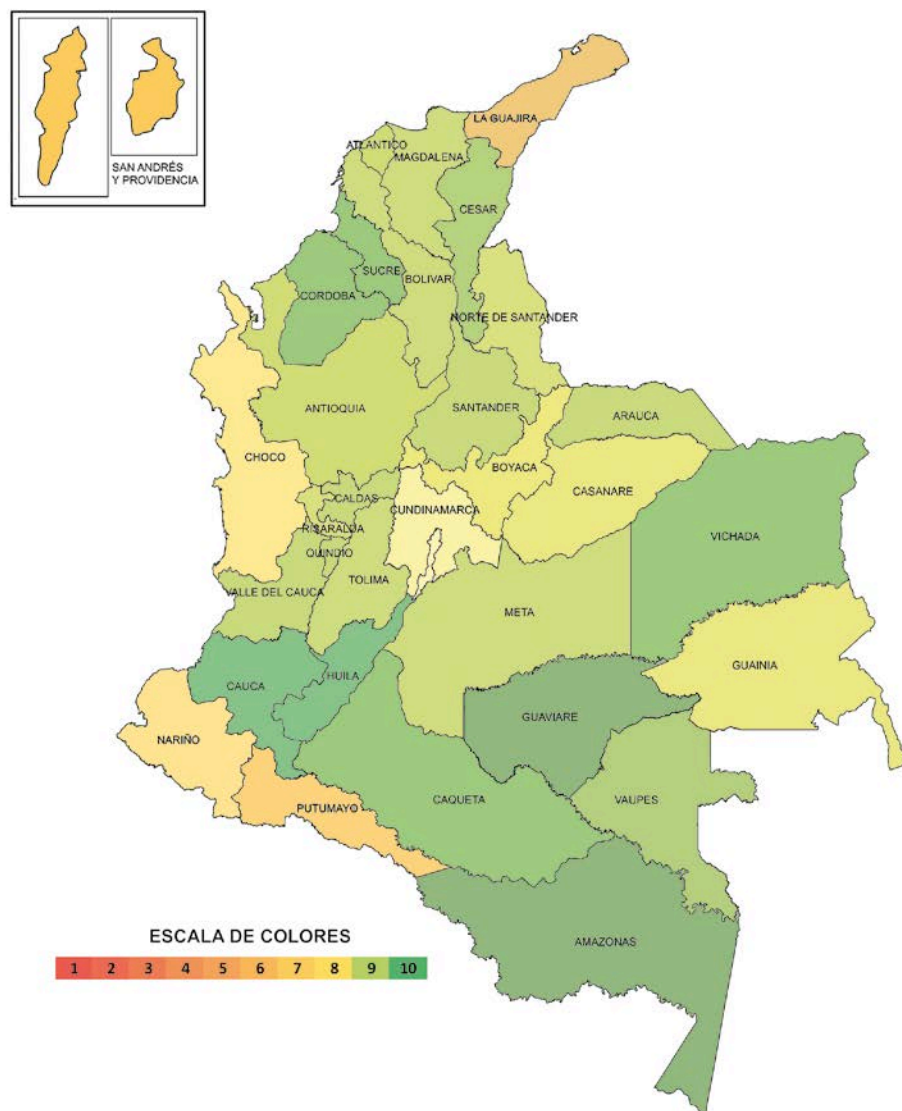 SAN ANDRÉS
Y PROVIDENCIA
LA GUAJIRA
ATLANTICO
MAGDALENA
CESAR
SUCRE
BOLIVAR
CORDOBA
NORTE DE SANTANDER
ANTIOQUIA
SANTANDER
ARAUCA
CHOCO
BOYACA
CASANARE
CALDAS
CUNDINAMARCA
RISARALDA
VICHADA
QUINDIO
TOLIMA
VALLE DEL CAUCA
META
GUAINIA
HUILA
CAUCA
GUAVIARE
NARIÑO
CAQUETA
VAUPES
PUTUMAYO
AMAZONAS
ESCALA DE COLORES
1 2 3 4 5 6 7 8 9 10